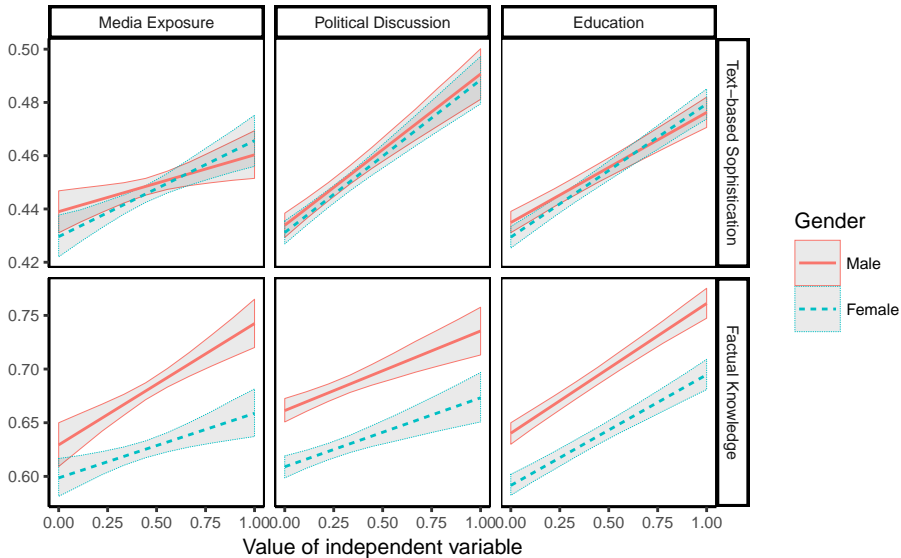 Media Exposure
Political Discussion
Education
0.50
0.48
0.46
0.44
0.42
Text−based Sophistication
0.75
0.70
0.65
0.60
Factual Knowledge
0.00 0.25 0.50 0.75 1.00
0.00 0.25 0.50 0.75 1.00
0.00 0.25 0.50 0.75 1.00
Value of independent variable
Gender
Male
Female